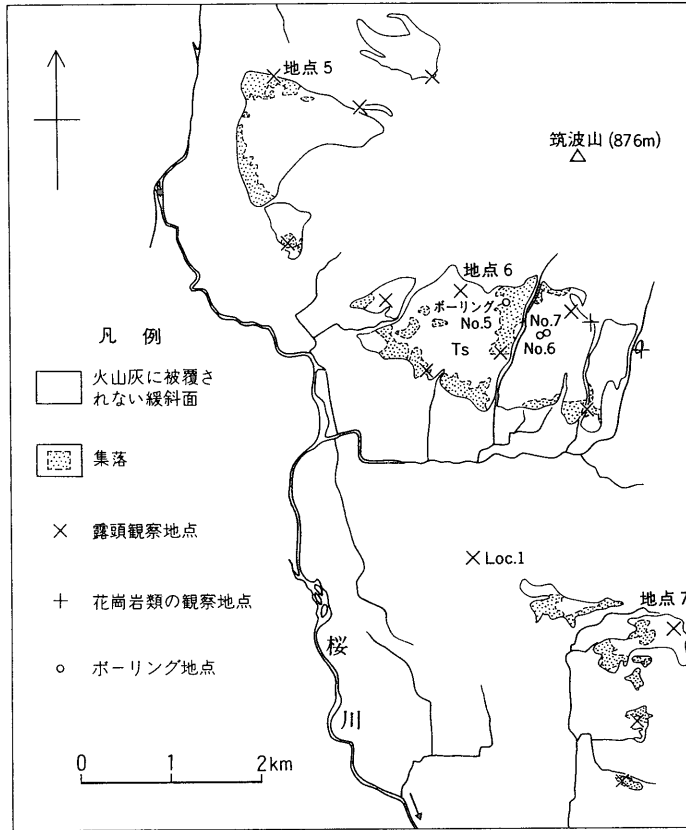 地点5
筑波山 (876m)
地点6
ボーリング
No.5
No.7
No.6
Ts
凡 例
火山灰に被覆さ
れない緩斜面
集落
露頭観察地点
花崗岩類の観察地点
ボーリング地点
Loc.1
地点7
桜
川
0 1 2km